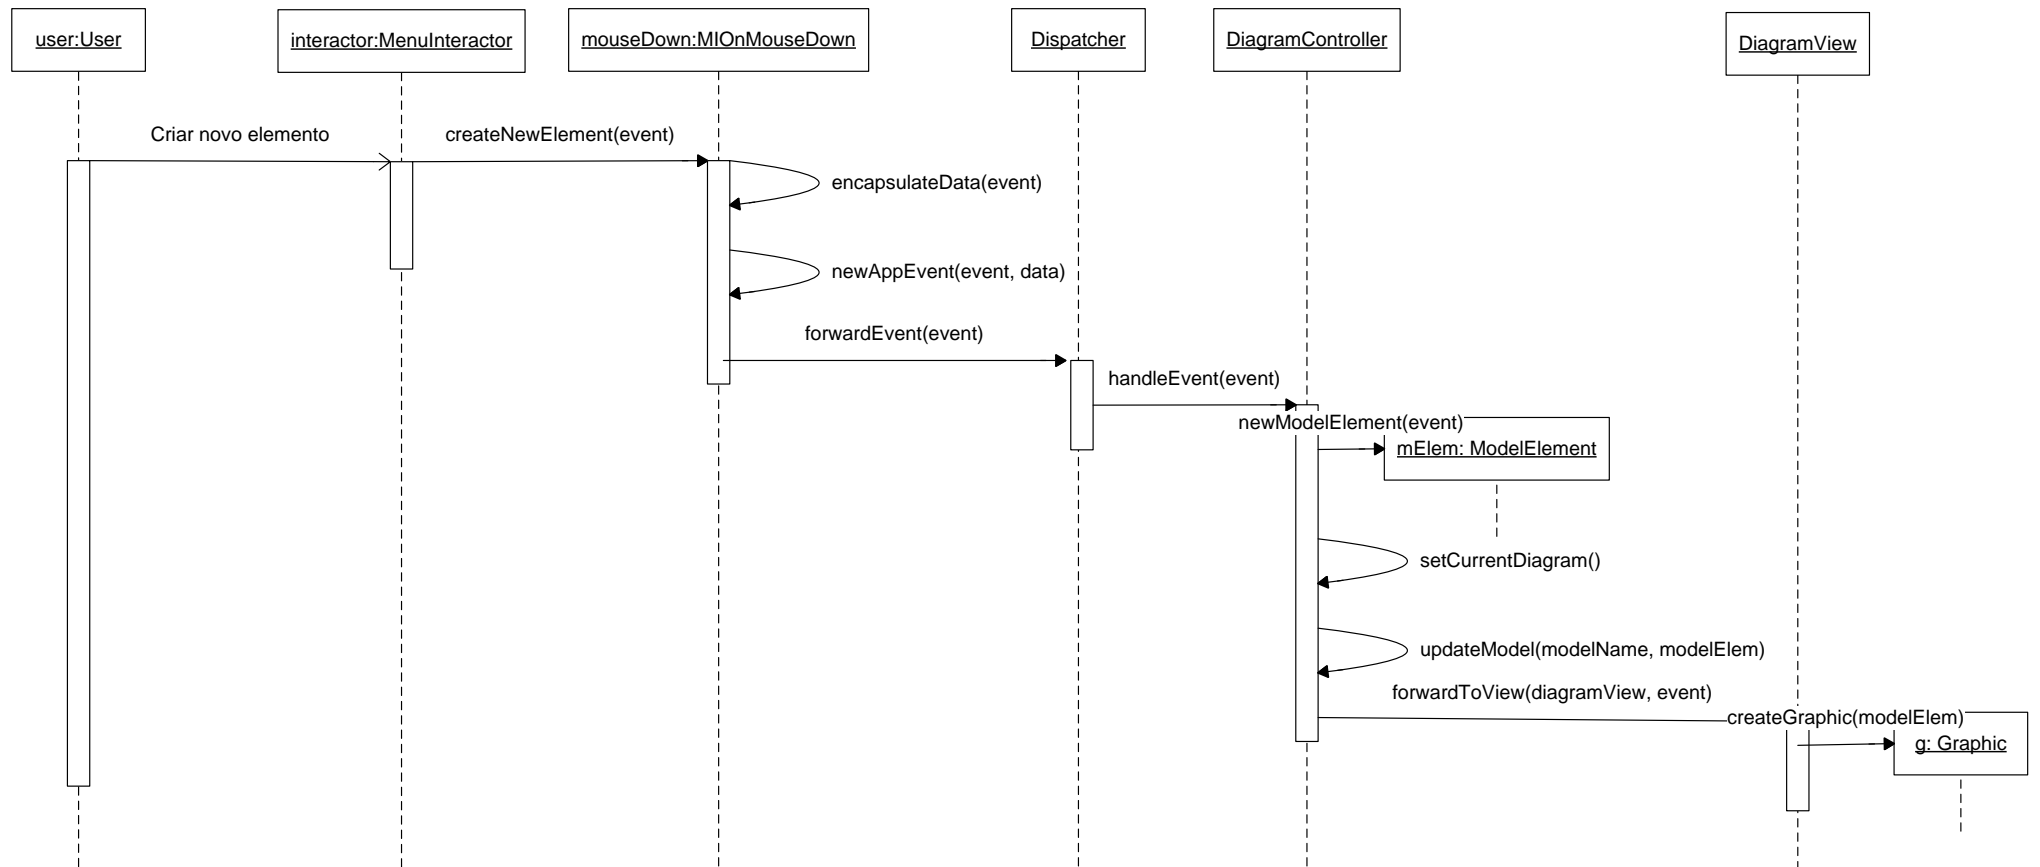 user:User
interactor:MenuInteractor
mouseDown:MIOnMouseDown
Dispatcher
DiagramController
DiagramView
Criar novo elemento
createNewElement(event)
encapsulateData(event)
newAppEvent(event, data)
forwardEvent(event)
handleEvent(event)
newModelElement(event)
mElem: ModelElement
setCurrentDiagram()
updateModel(modelName, modelElem)
forwardToView(diagramView, event)
createGraphic(modelElem)
g: Graphic